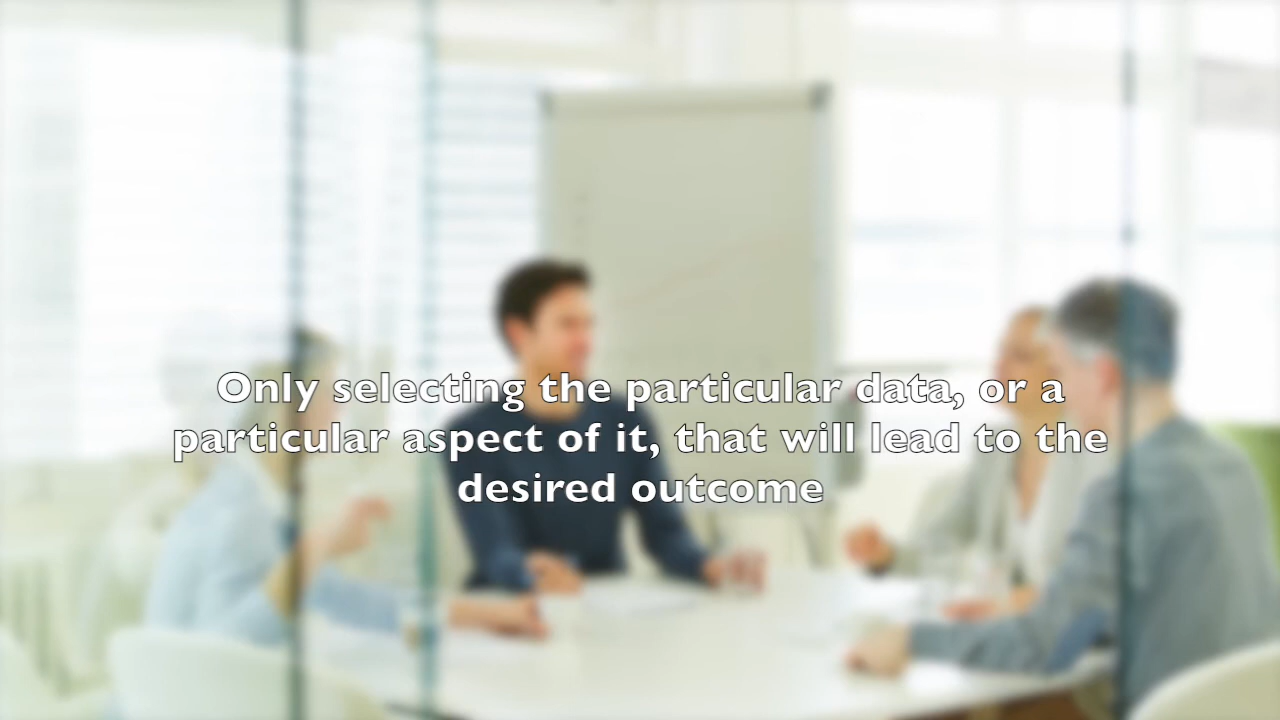 Only selecting the particular data, or a
particular aspect of it, that will lead to the
desired outcome